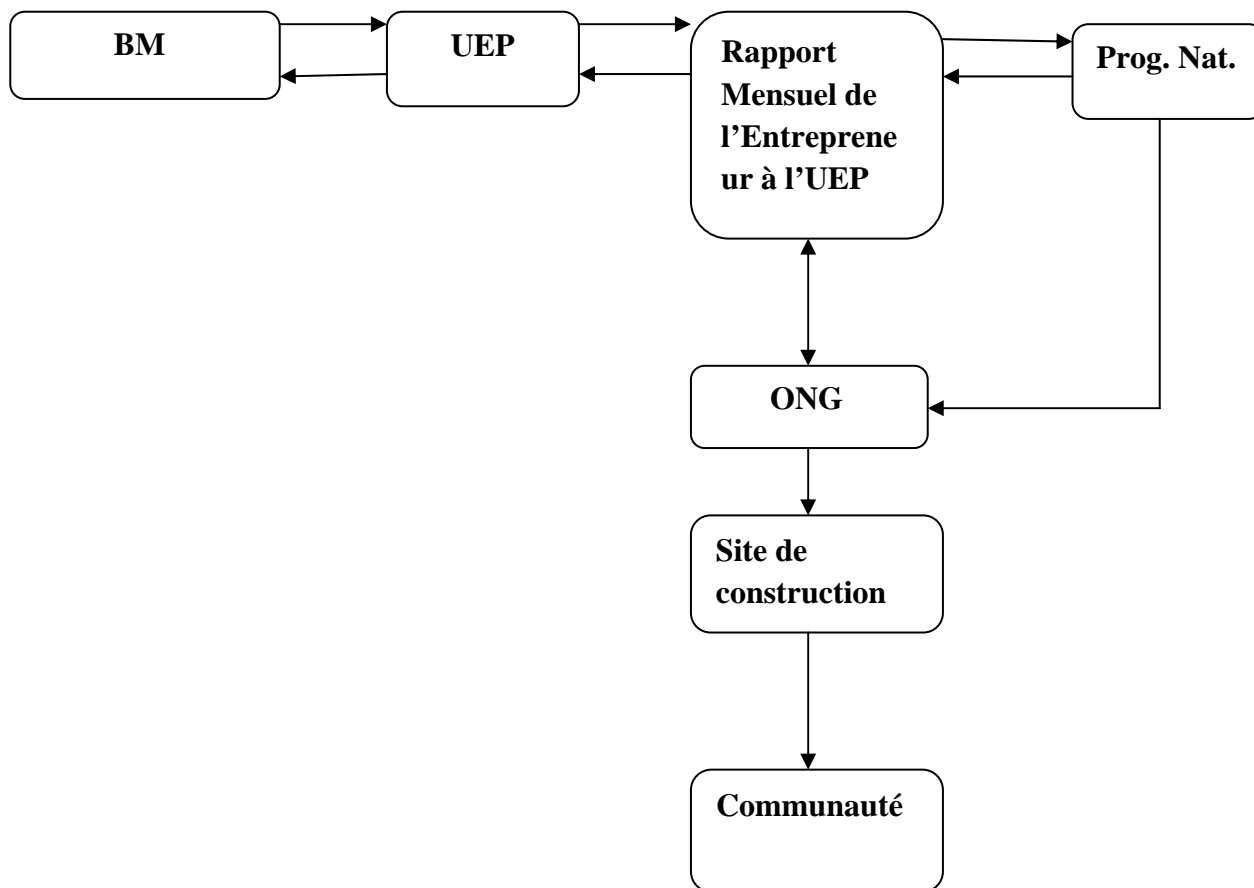 BM
UEP
Rapport
Mensuel de
l’Entreprene
ur à l’UEP
Prog. Nat.
ONG
Site de
construction
Communauté